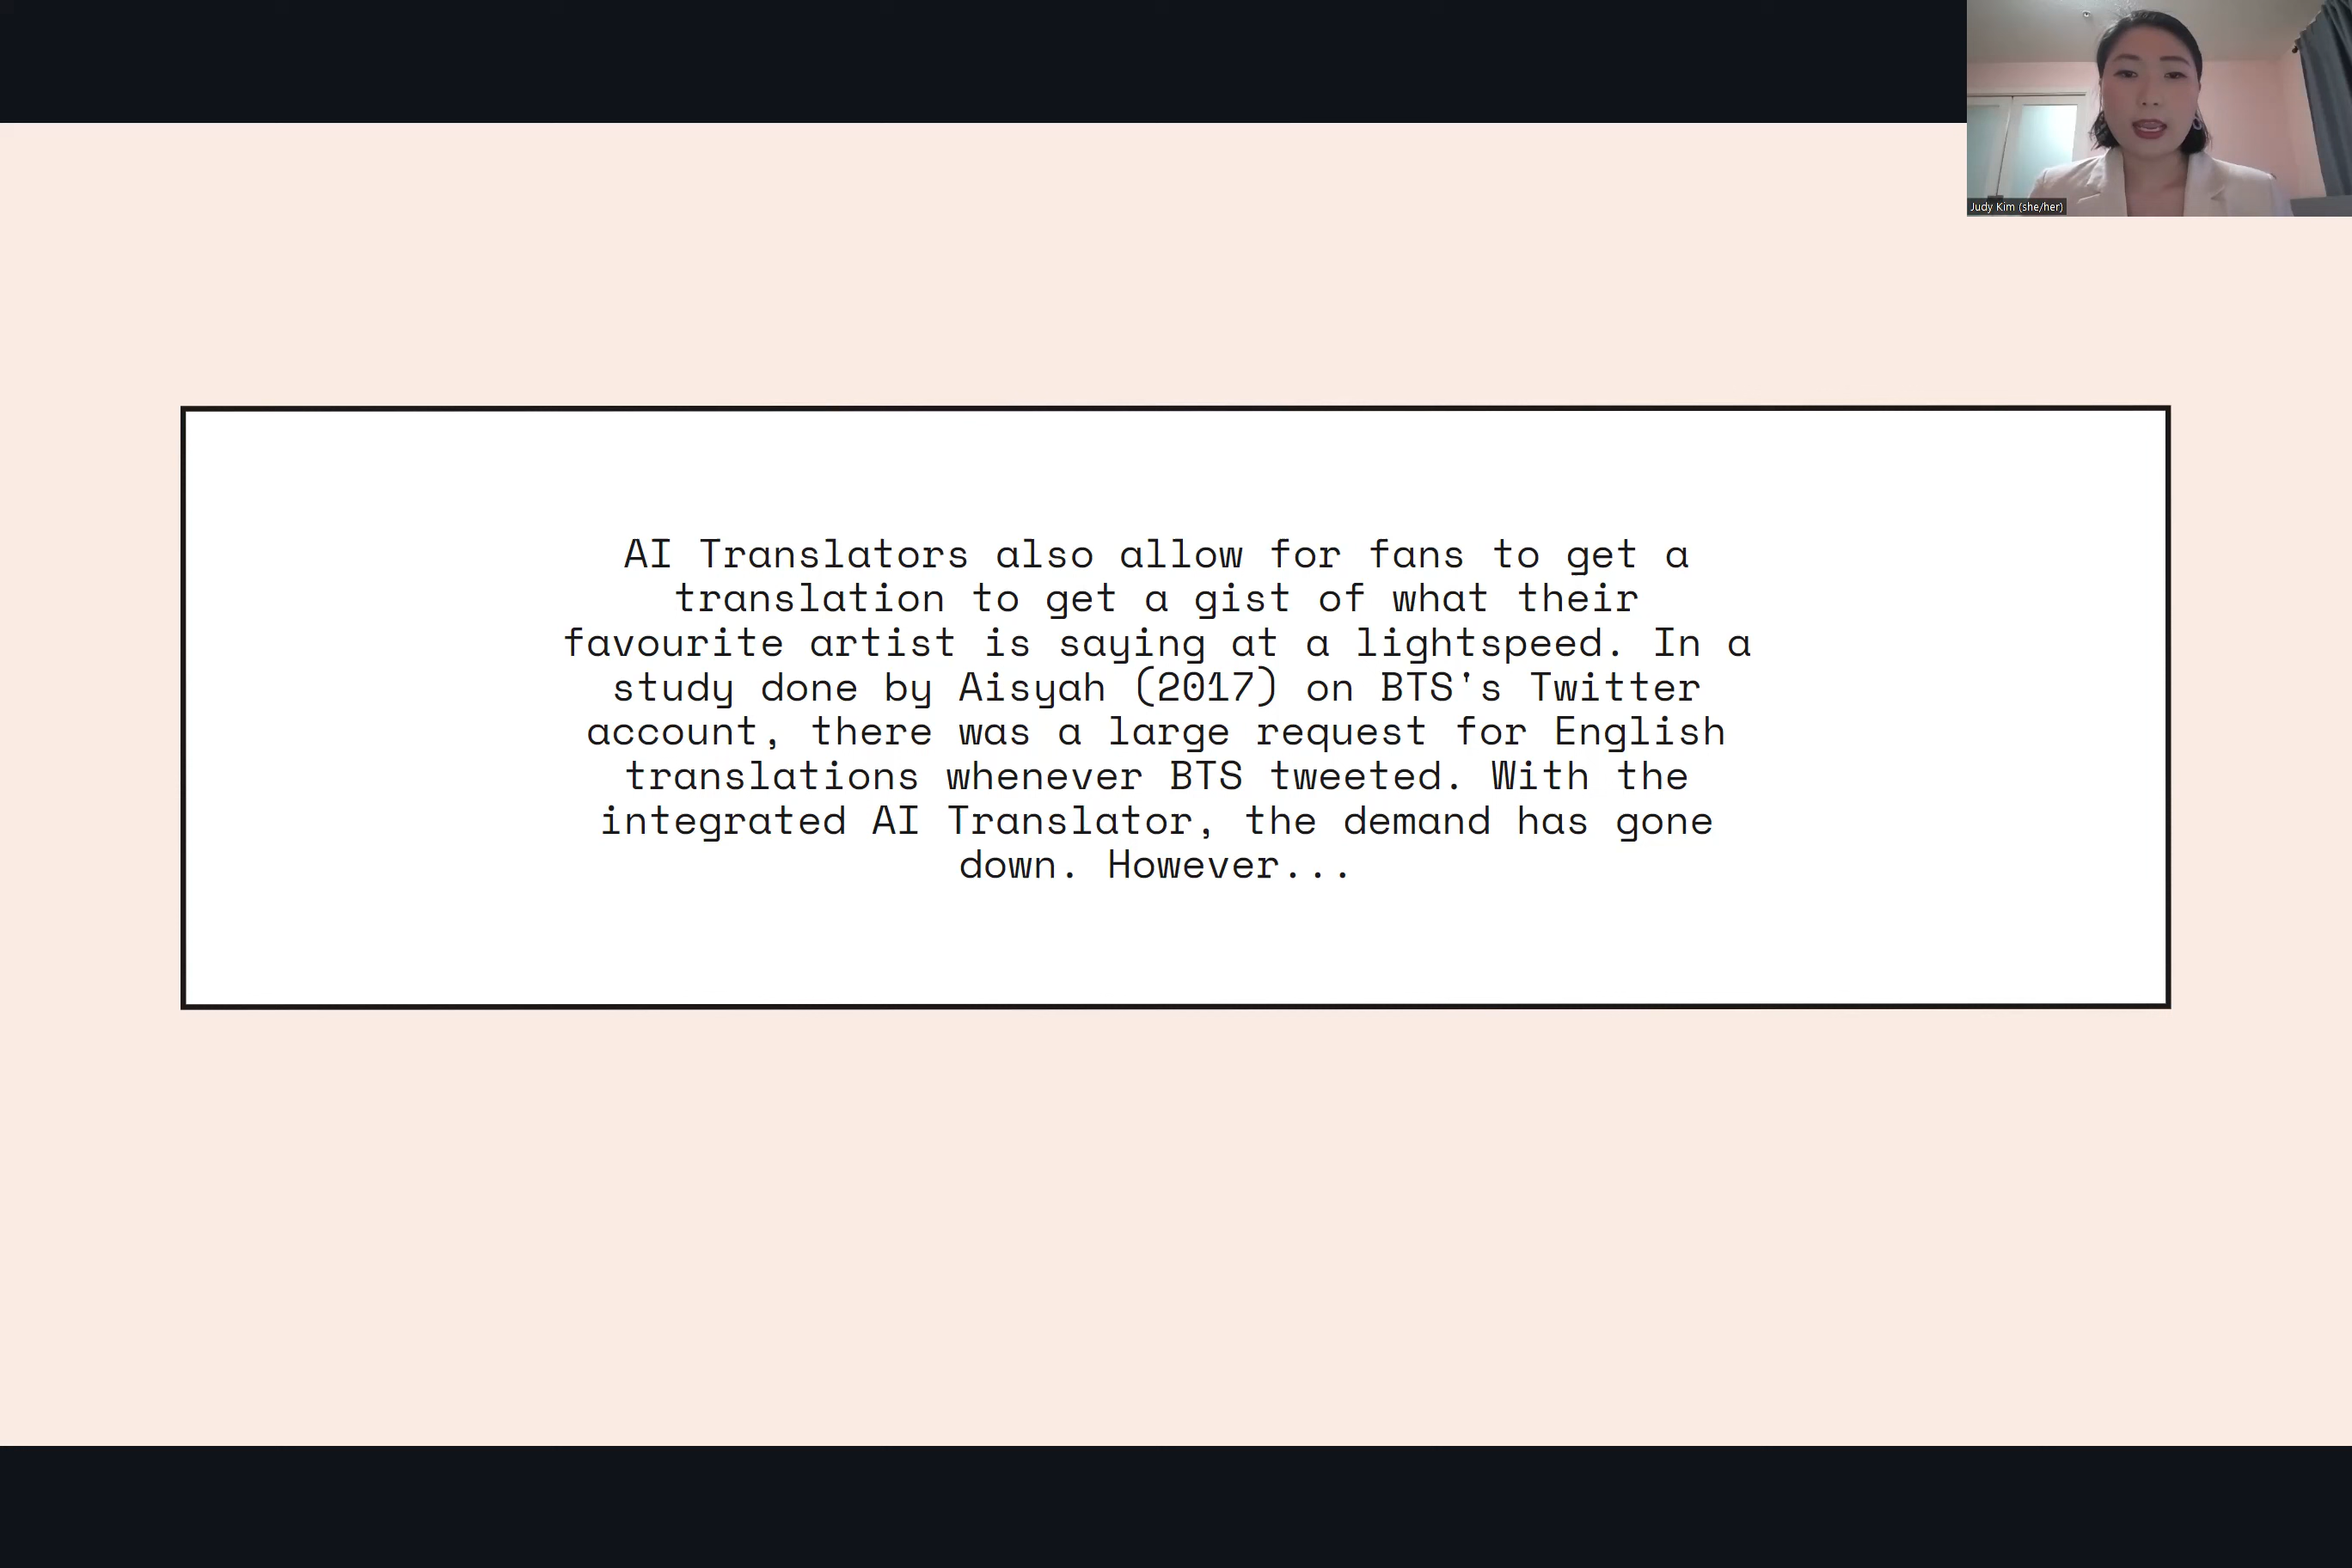 Judy Kim (she/her)
AI Translators also allow for fans to get a
translation to get a gist of what their
favourite artist is saying at a lightspeed. In a
study done by Aisyah (2017) on BTS's Twitter
account, there was a large request for English
translations whenever BTS tweeted. With the
integrated AI Translator, the demand has gone
down. However...